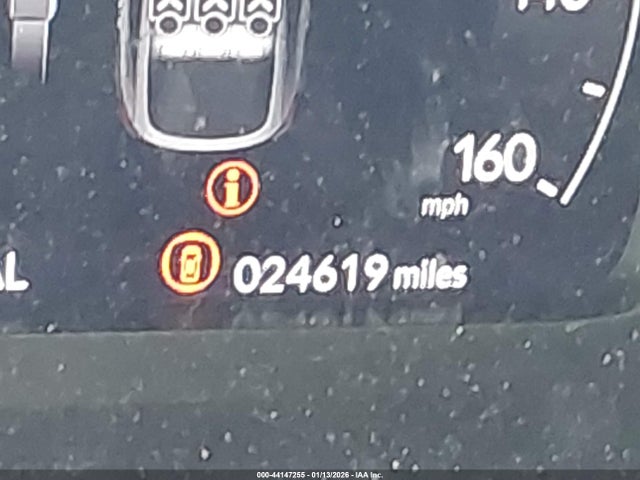 160
mph
024619 miles
000-44147255 - 01/13/2026 - IAA Inc.